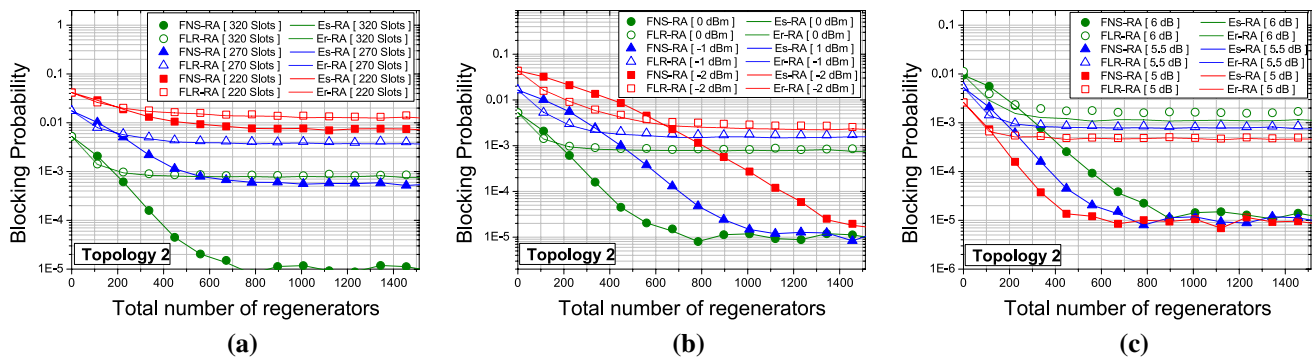 Blocking Probability
0.1
0.01
1E-3
1E-4
1E-5
FNS-RA [ 320 Slots ] Es-RA [ 320 Slots ]
FLR-RA [ 320 Slots ] Er-RA [ 320 Slots ]
FNS-RA [ 270 Slots ] Es-RA [ 270 Slots ]
FLR-RA [ 270 Slots ] Er-RA [ 270 Slots ]
FNS-RA [ 220 Slots ] Es-RA [ 220 Slots ]
FLR-RA [ 220 Slots ] Er-RA [ 220 Slots ]
Topology 2
0 200 400 600 800 1000 1200 1400
Total number of regenerators
(a)
Blocking Probability
0.1
0.01
1E-3
1E-4
1E-5
FNS-RA [ 0 dBm ] Es-RA [ 0 dBm ]
FLR-RA [ 0 dBm ] Er-RA [ 0 dBm ]
FNS-RA [ -1 dBm ] Es-RA [ 1 dBm ]
FLR-RA [ -1 dBm ] Er-RA [ -1 dBm ]
FNS-RA [ -2 dBm ] Es-RA [ -2 dBm ]
FLR-RA [ -2 dBm ] Er-RA [ -2 dBm ]
Topology 2
0 200 400 600 800 1000 1200 1400
Total number of regenerators
(b)
Blocking Probability
0.1
0.01
1E-3
1E-4
1E-5
1E-6
FNS-RA [ 6 dB ] Es-RA [ 6 dB ]
FLR-RA [ 6 dB ] Er-RA [ 6 dB ]
FNS-RA [ 5.5 dB ] Es-RA [ 5.5 dB ]
FLR-RA [ 5.5 dB ] Er-RA [ 5.5 dB ]
FNS-RA [ 5 dB ] Es-RA [ 5 dB ]
FLR-RA [ 5 dB ] Er-RA [ 5 dB ]
Topology 2
0 200 400 600 800 1000 1200 1400
Total number of regenerators
(c)